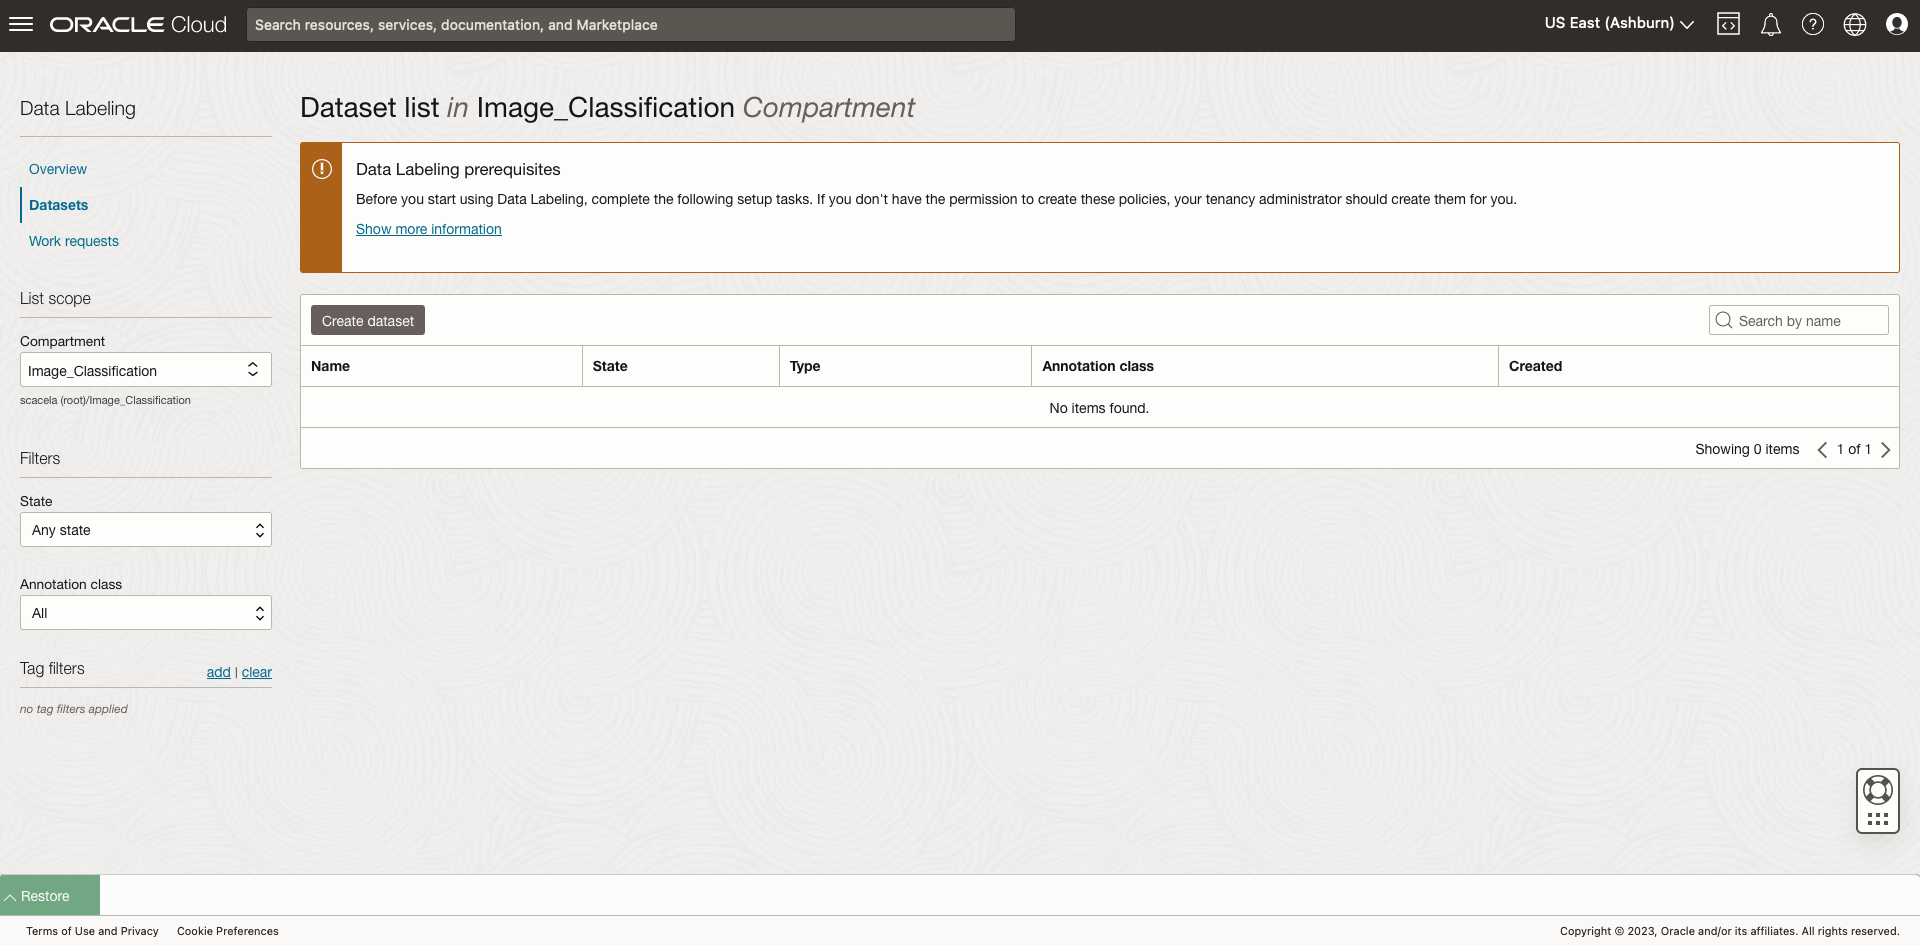 ORACLE Cloud
Search resources, services, documentation, and Marketplace
US East (Ashburn)
Data Labeling
Overview
Datasets
Work requests
List scope
Compartment
Image_Classification
scacela (root)/Image_Classification
Filters
State
Any state
Annotation class
All
Tag filters
add | clear
no tag filters applied
Dataset list in Image_Classification Compartment
Data Labeling prerequisites
Before you start using Data Labeling, complete the following setup tasks. If you don't have the permission to create these policies, your tenancy administrator should create them for you.
Show more information
Create dataset
Search by name
Name State Type Annotation class Created
No items found.
Showing 0 items 1 of 1
Restore
Terms of Use and Privacy Cookie Preferences
Copyright © 2023, Oracle and/or its affiliates. All rights reserved.